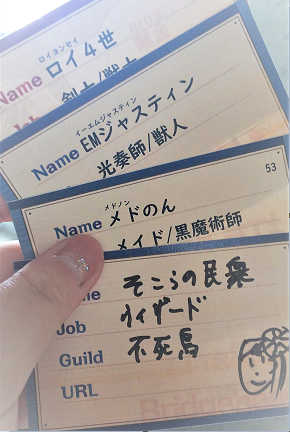 ロイヨンセイ
Name ロイ4世
剣士/獣人
イーエムジャスティン
Name EMジャスティン
光奏師/獣人
53
メドノン
Name メドのん
メイド/黒魔術師
そこらの民衆
Job ウィザード
Guild 不死鳥
URL